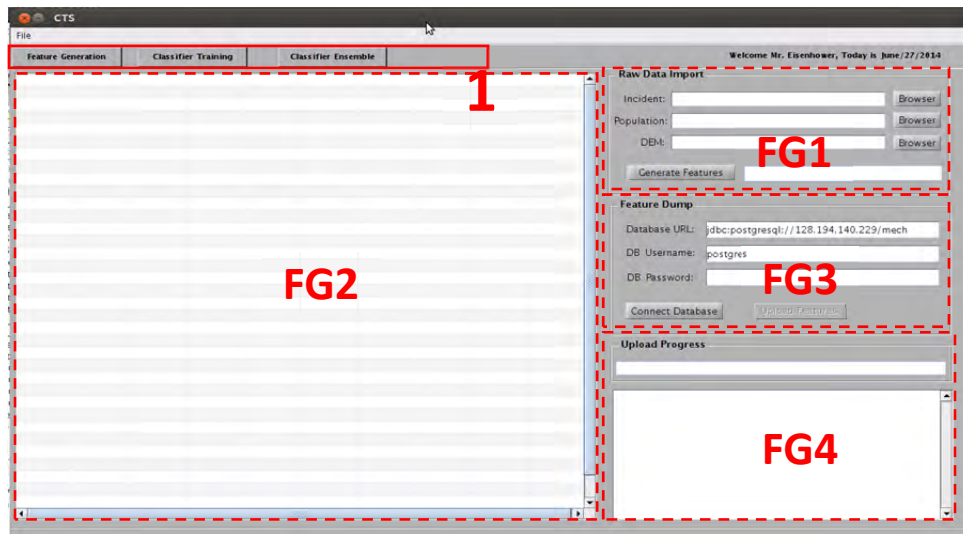 CTS
File
Feature Generation Classifier Training Classifier Ensemble
Welcome Mr. Eisenhower, Today is June/27/2014
1
Raw Data Import
Incident: Browser
Population: Browser
DEM: Browser
FG1
Generate Features
Feature Dump
Database URL: jdbc:postgresql://128.194.140.229/mech
DB Username: postgres
DB Password:
FG2
FG3
Connect Database Upload Features
Upload Progress
FG4